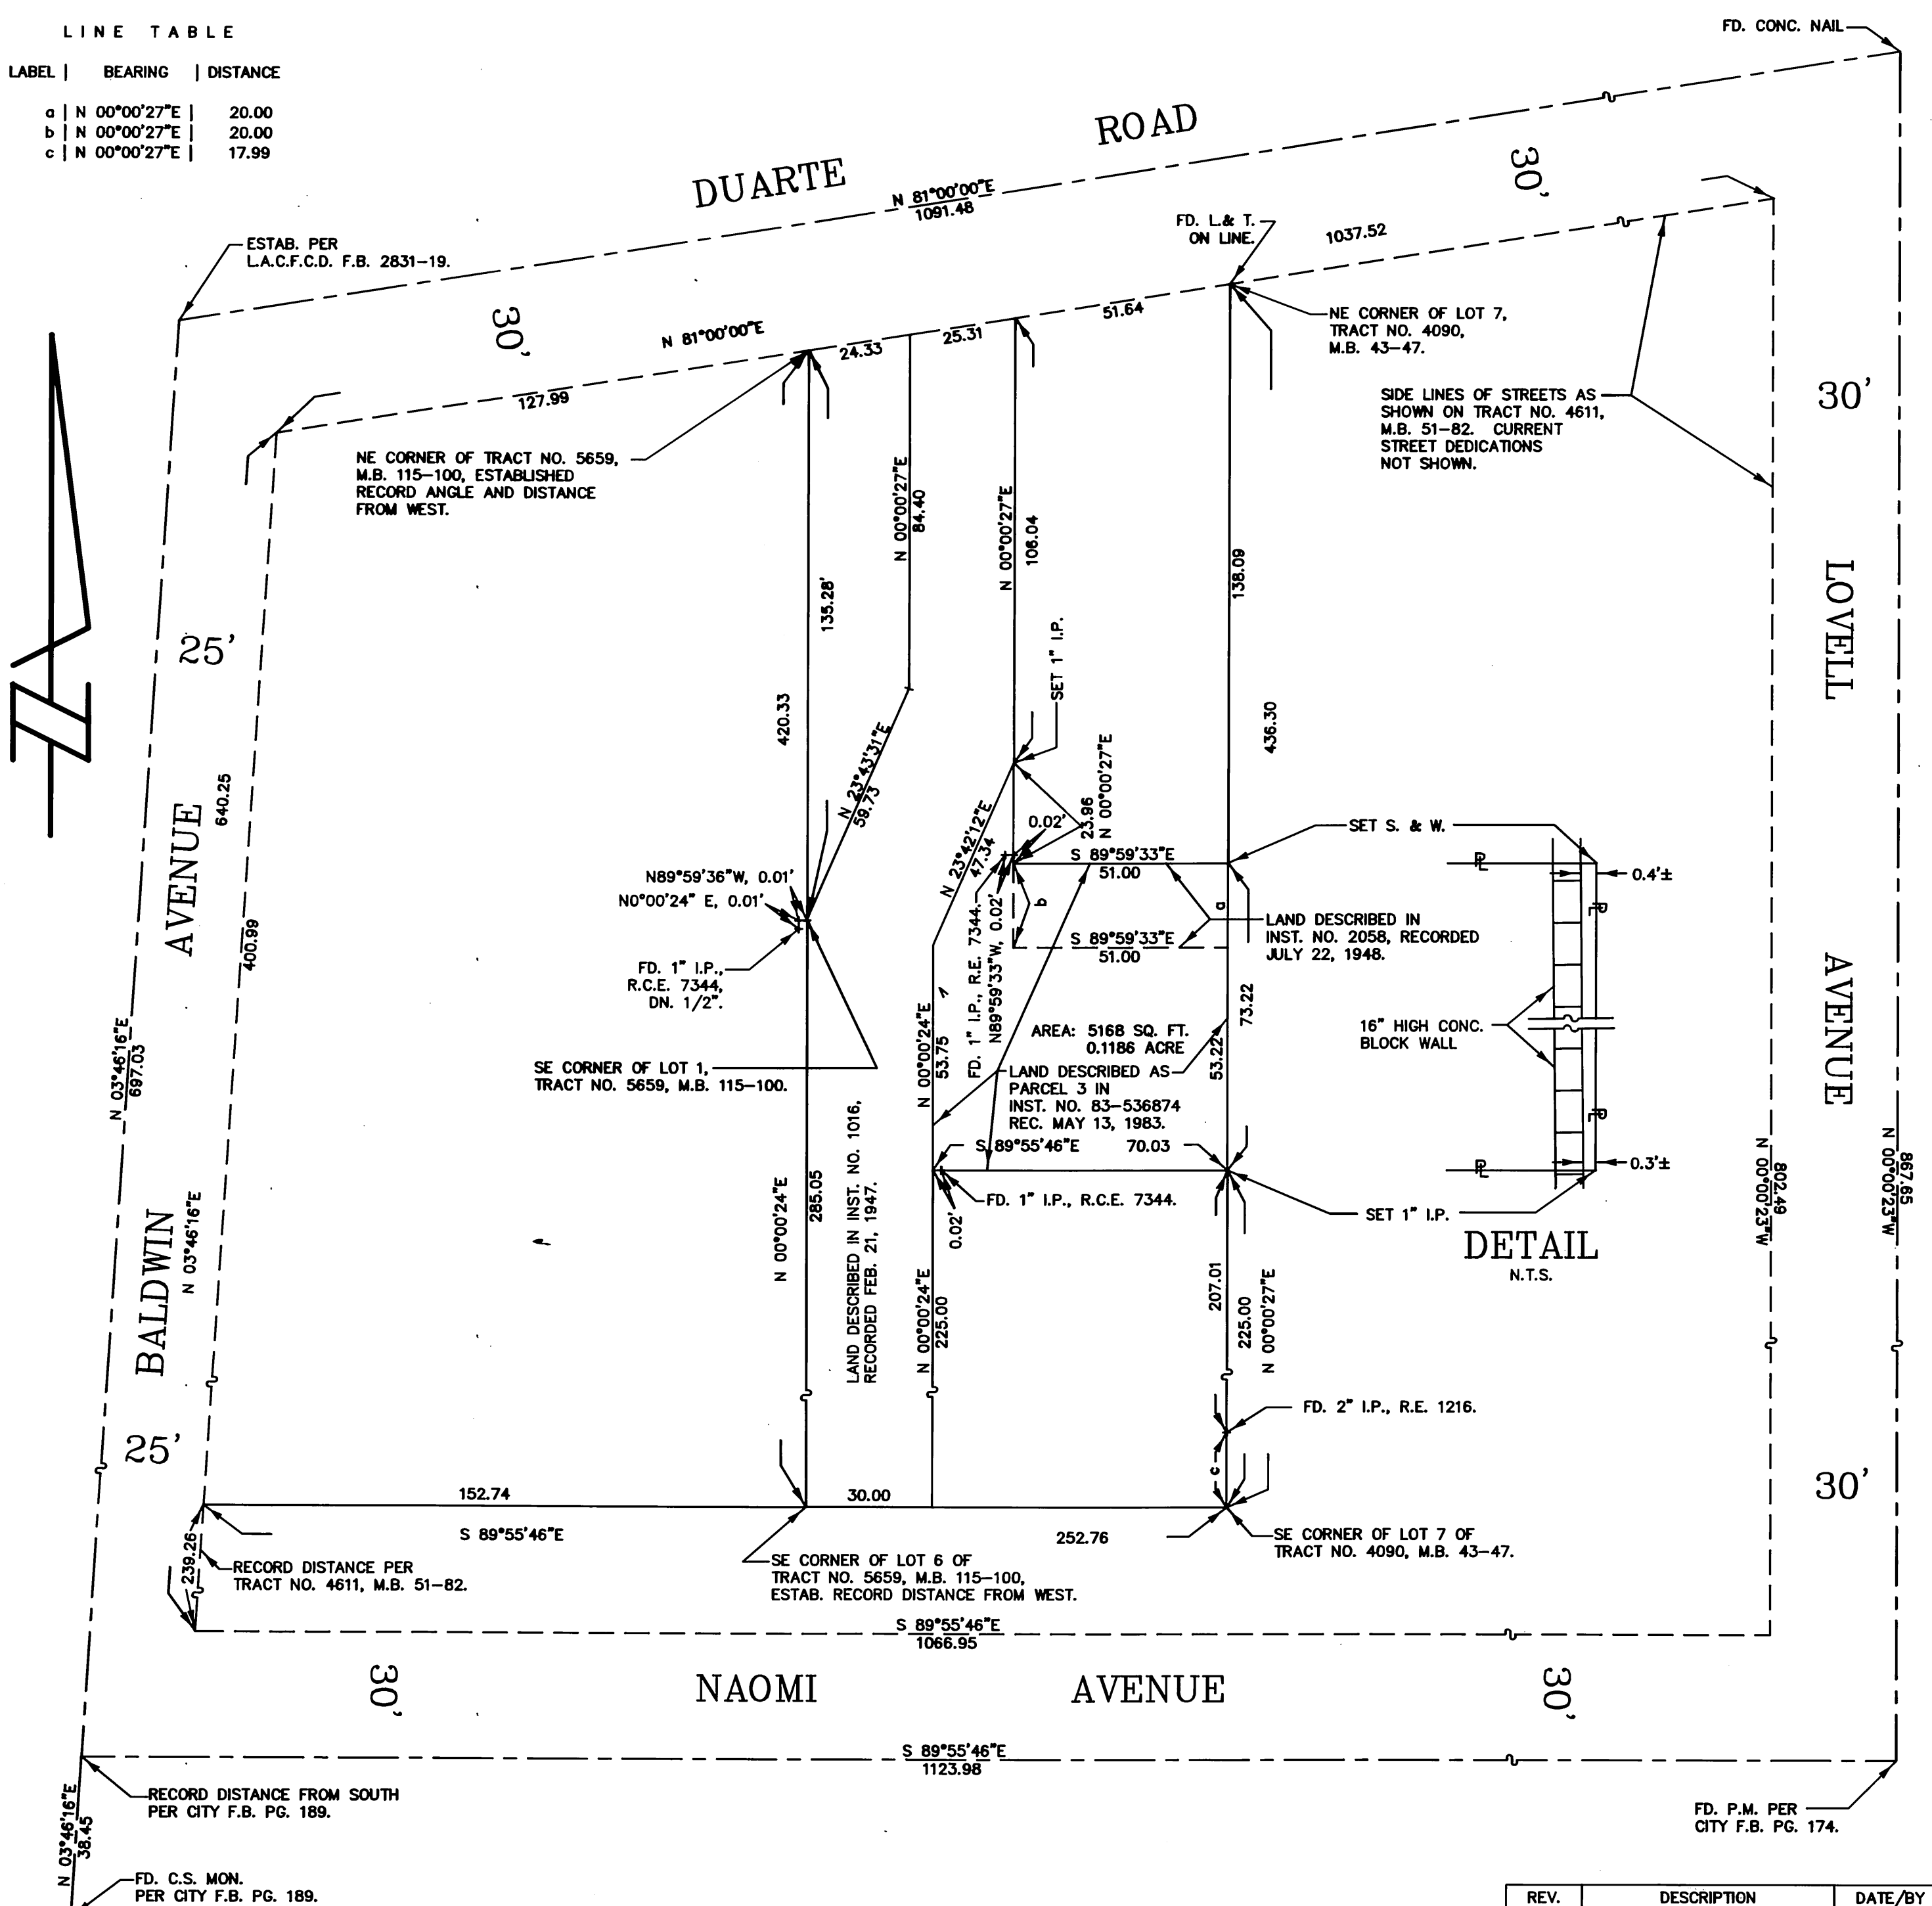 LINE TABLE
LABEL | BEARING | DISTANCE
a | N 00°00'27"E | 20.00
b | N 00°00'27"E | 20.00
c | N 00°00'27"E | 17.99
FD. CONC. NAIL
DUARTE ROAD
N 81°00'00"E
1091.48
30'
ESTAB. PER
L.A.C.F.C.D. F.B. 2831-19.
FD. L.& T.
ON LINE.
1037.52
30'
N 81°00'00"E
127.99
24.33
25.31
51.64
NE CORNER OF LOT 7,
TRACT NO. 4090,
M.B. 43-47.
SIDE LINES OF STREETS AS
SHOWN ON TRACT NO. 4611,
M.B. 51-82. CURRENT
STREET DEDICATIONS
NOT SHOWN.
30'
NE CORNER OF TRACT NO. 5659,
M.B. 115-100, ESTABLISHED
RECORD ANGLE AND DISTANCE
FROM WEST.
N 00°00'27"E
84.40
N 00°00'27"E
106.04
135.28'
138.09
LOVELL
AVENUE
25'
SET 1" I.P.
420.33
436.30
N 23°43'31"E
59.73
N 00°00'27"E
23.96
640.25
400.99
BALDWIN
AVENUE
N 23°42'12"E
47.34
0.02'
SET S. & W.
S 89°59'33"E
51.00
N89°59'36"W, 0.01'
N0°00'24" E, 0.01'
b
a
S 89°59'33"E
51.00
LAND DESCRIBED IN
INST. NO. 2058, RECORDED
JULY 22, 1948.
FD. 1" I.P.,
R.C.E. 7344,
DN. 1/2".
FD. 1" I.P., R.E. 7344.
N89°59'33"W, 0.02'
PL
0.4'±
PL
73.22
53.22
AREA: 5168 SQ. FT.
0.1186 ACRE
16" HIGH CONC.
BLOCK WALL
N 00°00'24"E
53.75
SE CORNER OF LOT 1,
TRACT NO. 5659, M.B. 115-100.
LAND DESCRIBED AS
PARCEL 3 IN
INST. NO. 83-536874
REC. MAY 13, 1983.
N 03°46'16"E
697.03
PL
S 89°55'46"E 70.03
PL
0.3'±
FD. 1" I.P., R.C.E. 7344.
0.02'
SET 1" I.P.
DETAIL
N.T.S.
N 00°00'23"W
802.49
N 00°00'23"W
867.65
N 03°46'16"E
N 00°00'24"E
285.05
LAND DESCRIBED IN INST. NO. 1016,
RECORDED FEB. 21, 1947.
N 00°00'24"E
225.00
207.01
225.00
N 00°00'27"E
FD. 2" I.P., R.E. 1216.
c
25'
30'
152.74
30.00
S 89°55'46"E
252.76
SE CORNER OF LOT 7 OF
TRACT NO. 4090, M.B. 43-47.
239.26
RECORD DISTANCE PER
TRACT NO. 4611, M.B. 51-82.
SE CORNER OF LOT 6 OF
TRACT NO. 5659, M.B. 115-100,
ESTAB. RECORD DISTANCE FROM WEST.
S 89°55'46"E
1066.95
30'
NAOMI AVENUE
30'
S 89°55'46"E
1123.98
RECORD DISTANCE FROM SOUTH
PER CITY F.B. PG. 189.
N 03°46'16"E
38.45
FD. P.M. PER
CITY F.B. PG. 174.
FD. C.S. MON.
PER CITY F.B. PG. 189.
REV. DESCRIPTION DATE/BY